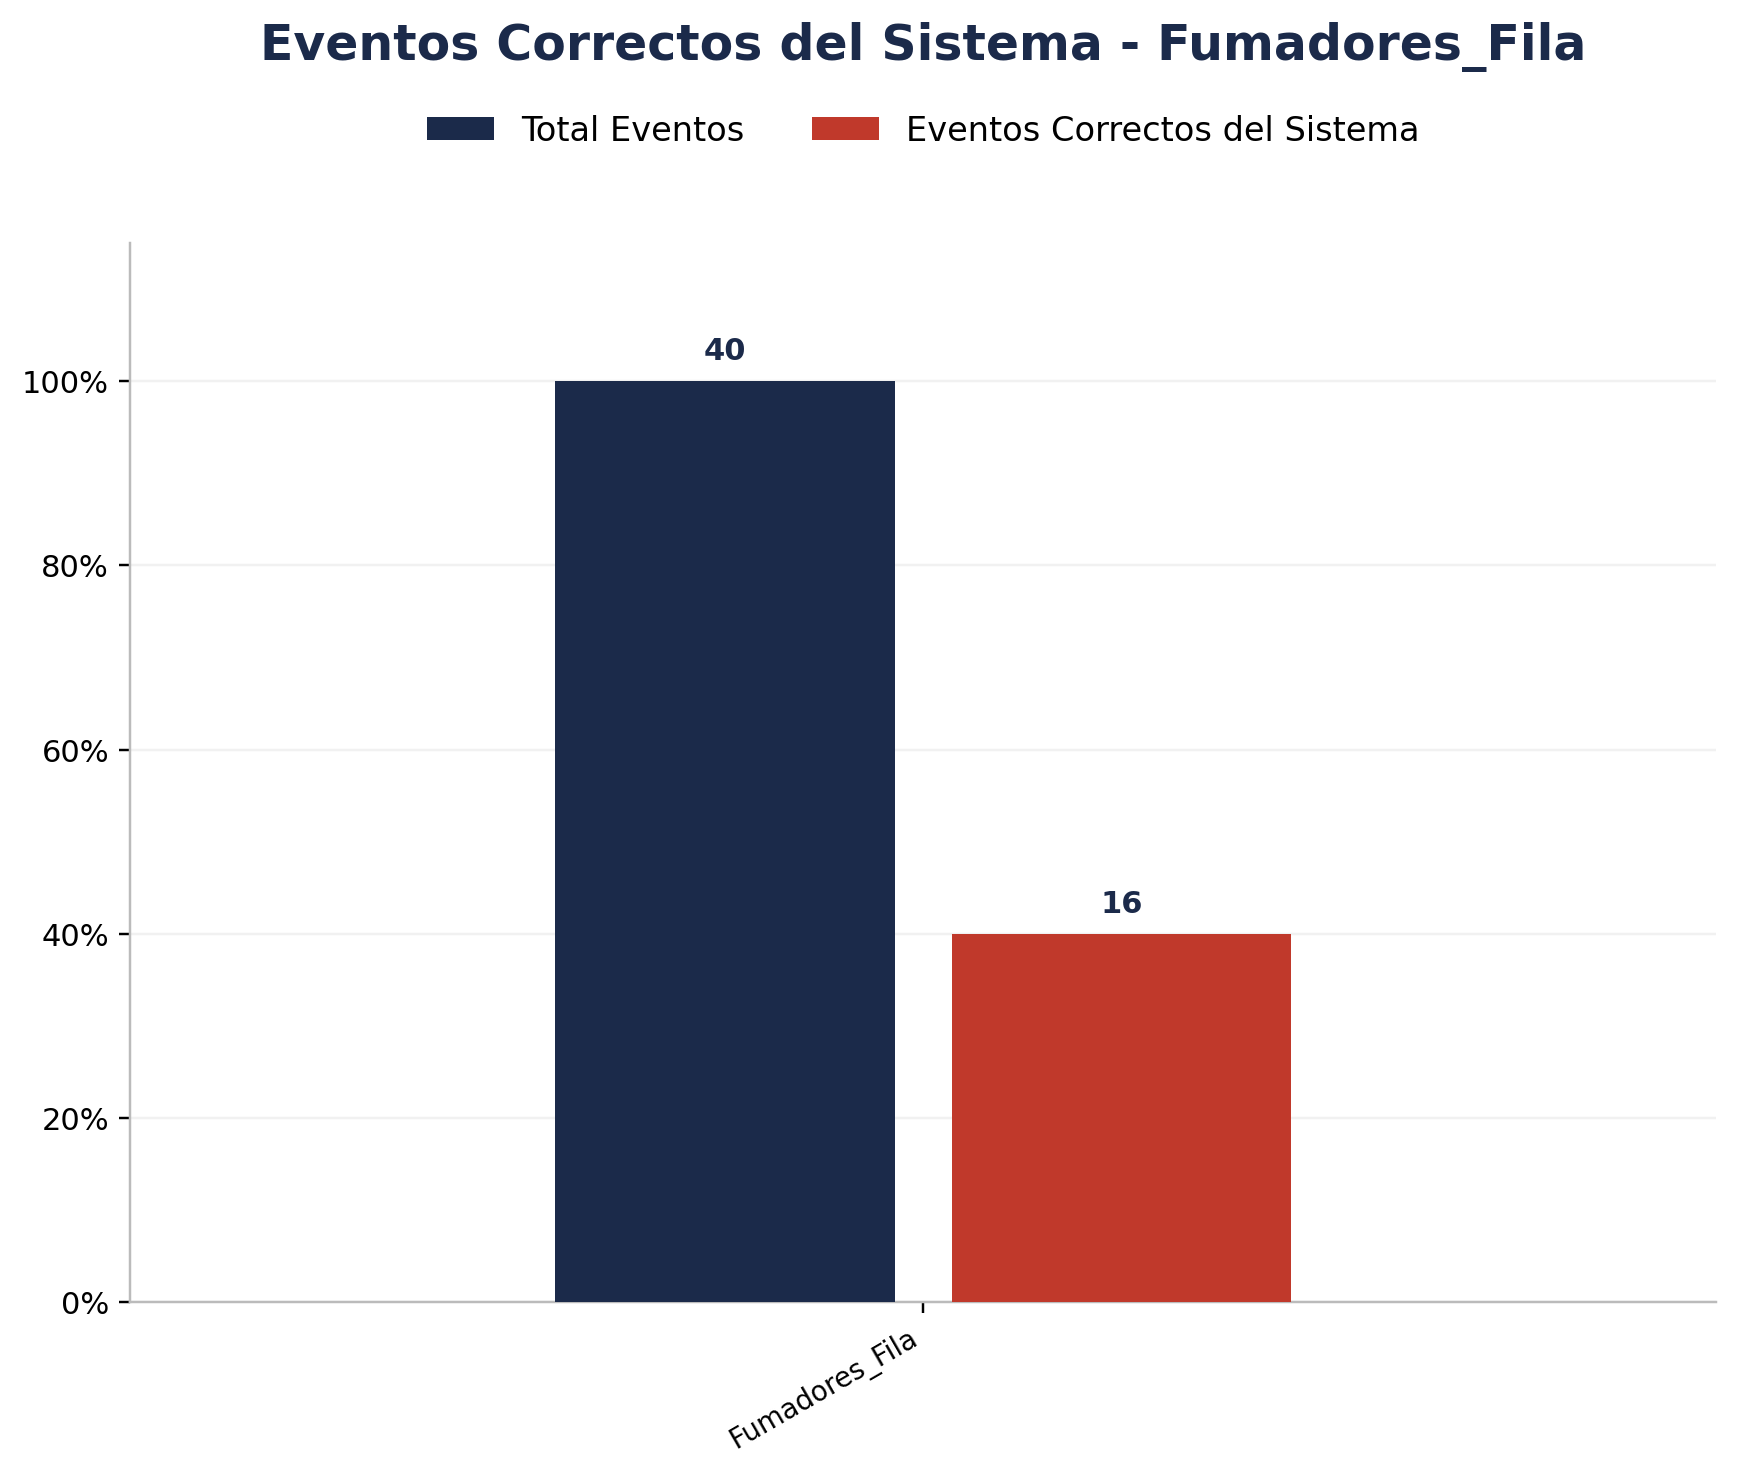 Eventos Correctos del Sistema - Fumadores_Fila
Total Eventos
Eventos Correctos del Sistema
40
100%
80%
60%
16
40%
20%
0%
Fumadores_Fila